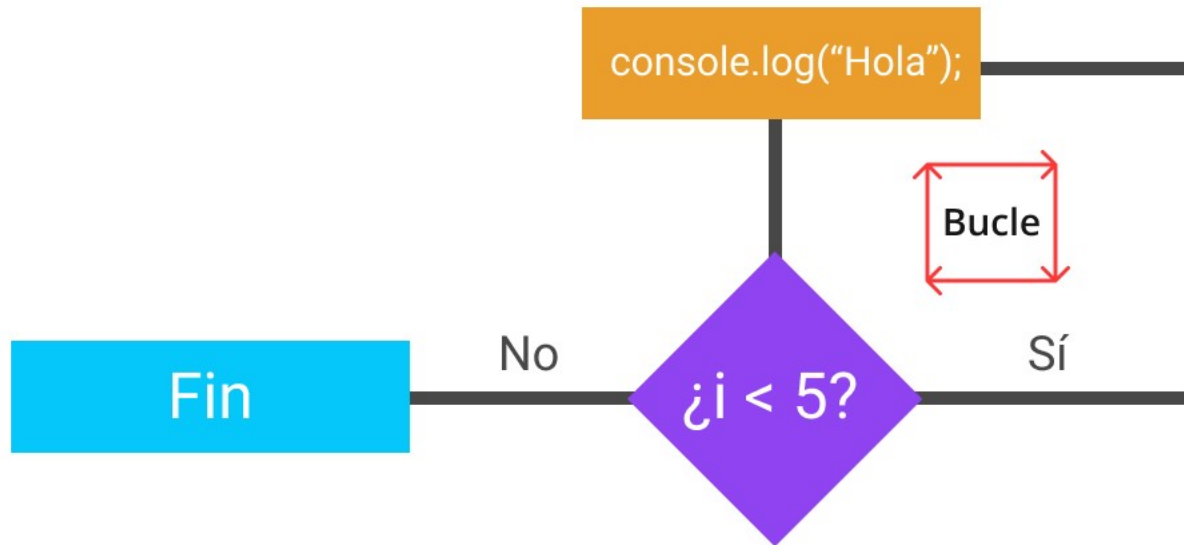 console.log(“Hola”);
Bucle
No
Sí
Fin
¿i < 5?